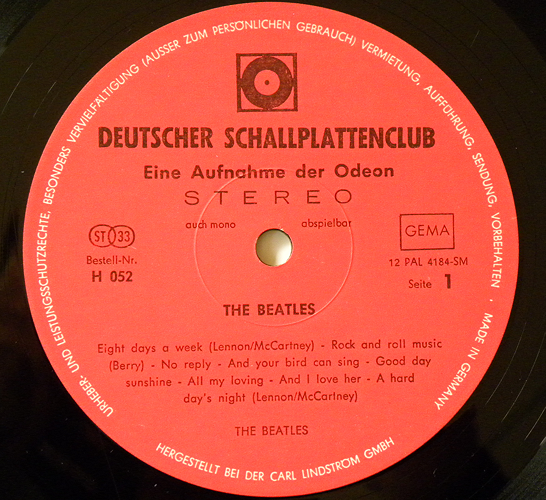 URHEBER- UND LEISTUNGSSCHUTZRECHTE, BESONDERS VERVIELFÄLTIGUNG (AUSSER ZUM PERSÖNLICHEN GEBRAUCH) VERMIETUNG, AUFFÜHRUNG, SENDUNG, VORBEHALTEN · MADE IN GERMANY
DEUTSCHER SCHALLPLATTENCLUB
Eine Aufnahme der Odeon
STEREO
auch mono abspielbar
ST 33
GEMA
Bestell-Nr.
H 052
12 PAL 4184-SM
Seite 1
THE BEATLES
Eight days a week (Lennon/McCartney) - Rock and roll music
(Berry) - No reply - And your bird can sing - Good day
sunshine - All my loving - And I love her - A hard
day's night (Lennon/McCartney)
THE BEATLES
HERGESTELLT BEI DER CARL LINDSTRÖM GMBH